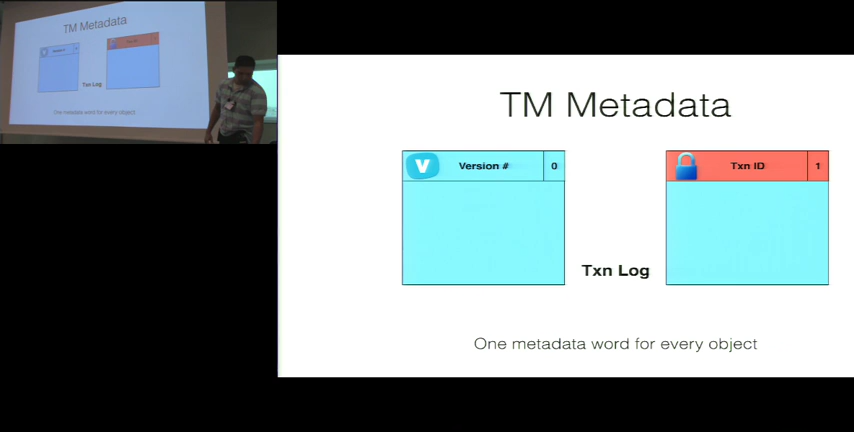 TM Metadata
Txn Log
One metadata word for every object
TM Metadata
V Version # 0
Txn ID 1
Txn Log
One metadata word for every object